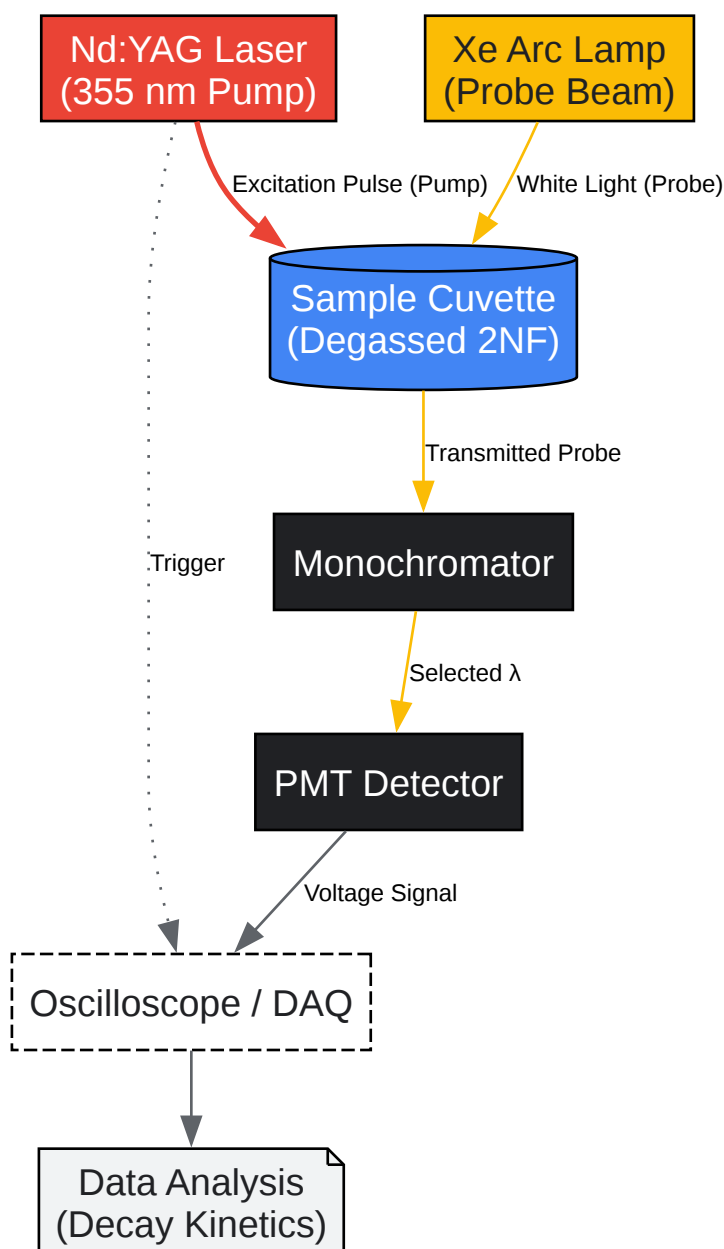 Nd:YAG Laser
(355 nm Pump)
Xe Arc Lamp
(Probe Beam)
Excitation Pulse (Pump)
White Light (Probe)
Sample Cuvette
(Degassed 2NF)
Transmitted Probe
Monochromator
Trigger
Selected λ
PMT Detector
Voltage Signal
Oscilloscope / DAQ
Data Analysis
(Decay Kinetics)